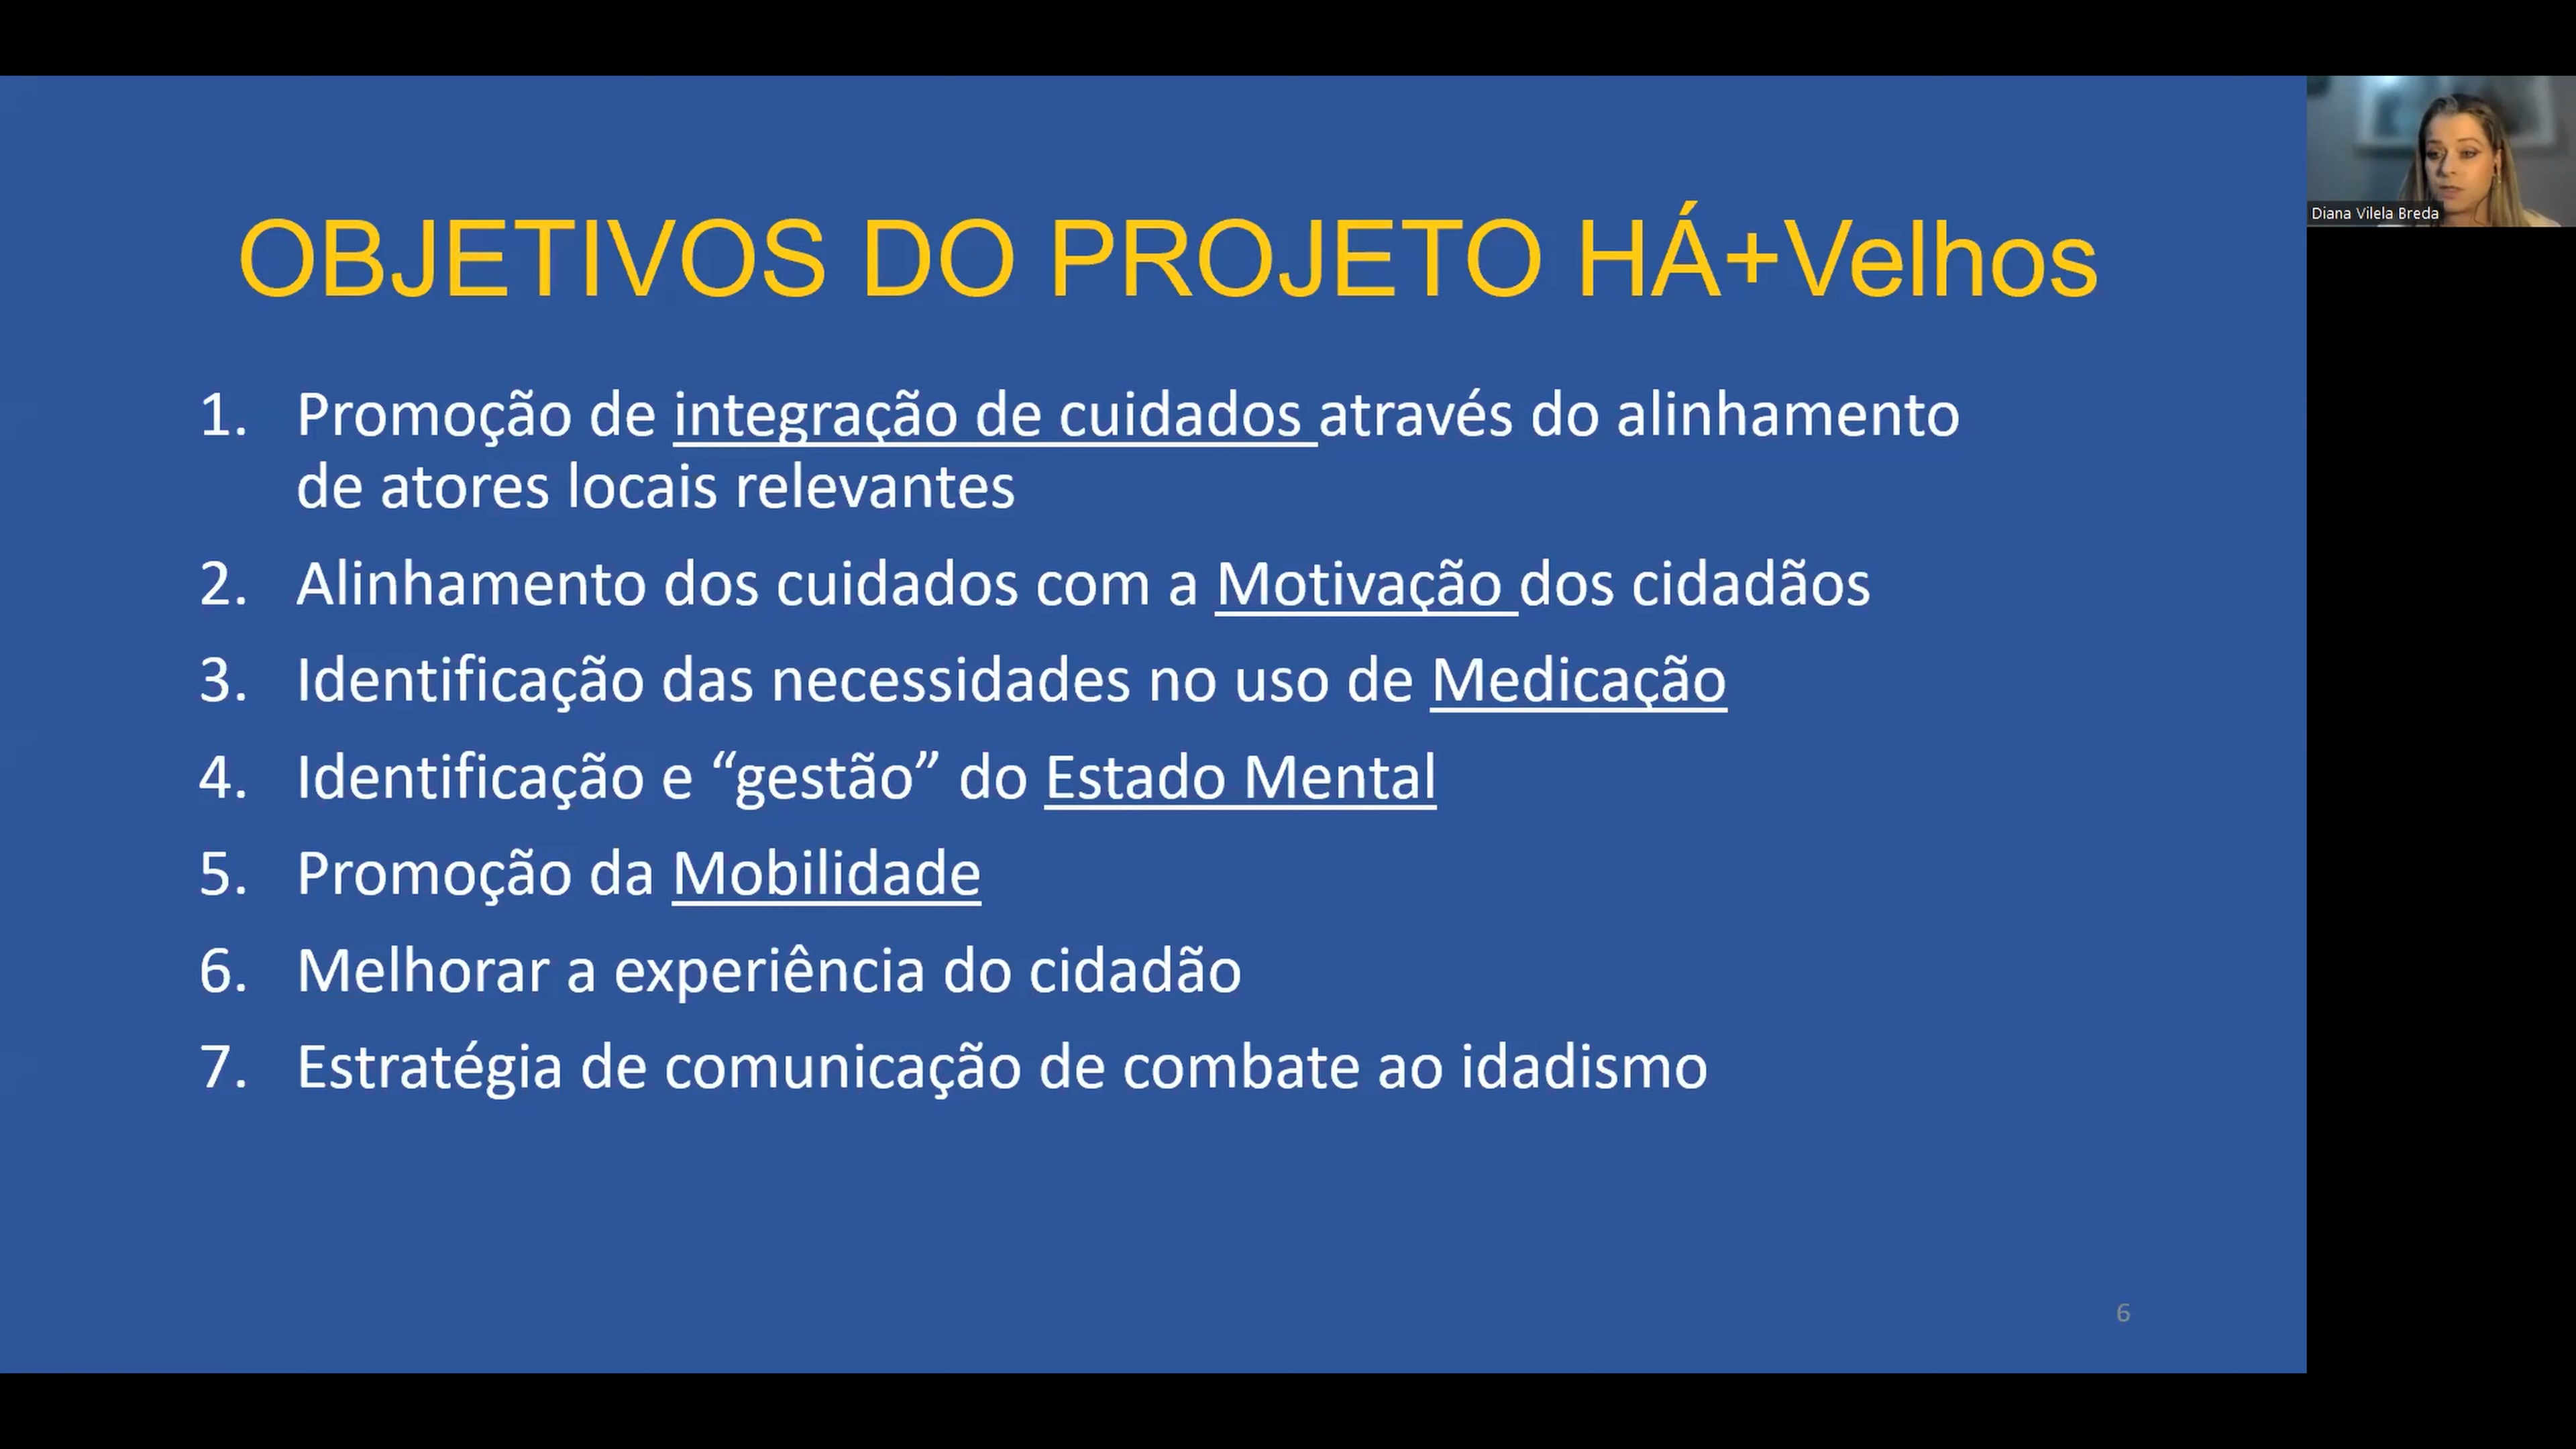 OBJETIVOS DO PROJETO HÁ+Velhos
1. Promoção de integração de cuidados através do alinhamento
de atores locais relevantes
2. Alinhamento dos cuidados com a Motivação dos cidadãos
3. Identificação das necessidades no uso de Medicação
4. Identificação e “gestão” do Estado Mental
5. Promoção da Mobilidade
6. Melhorar a experiência do cidadão
7. Estratégia de comunicação de combate ao idadismo
6
Diana Vilela Breda